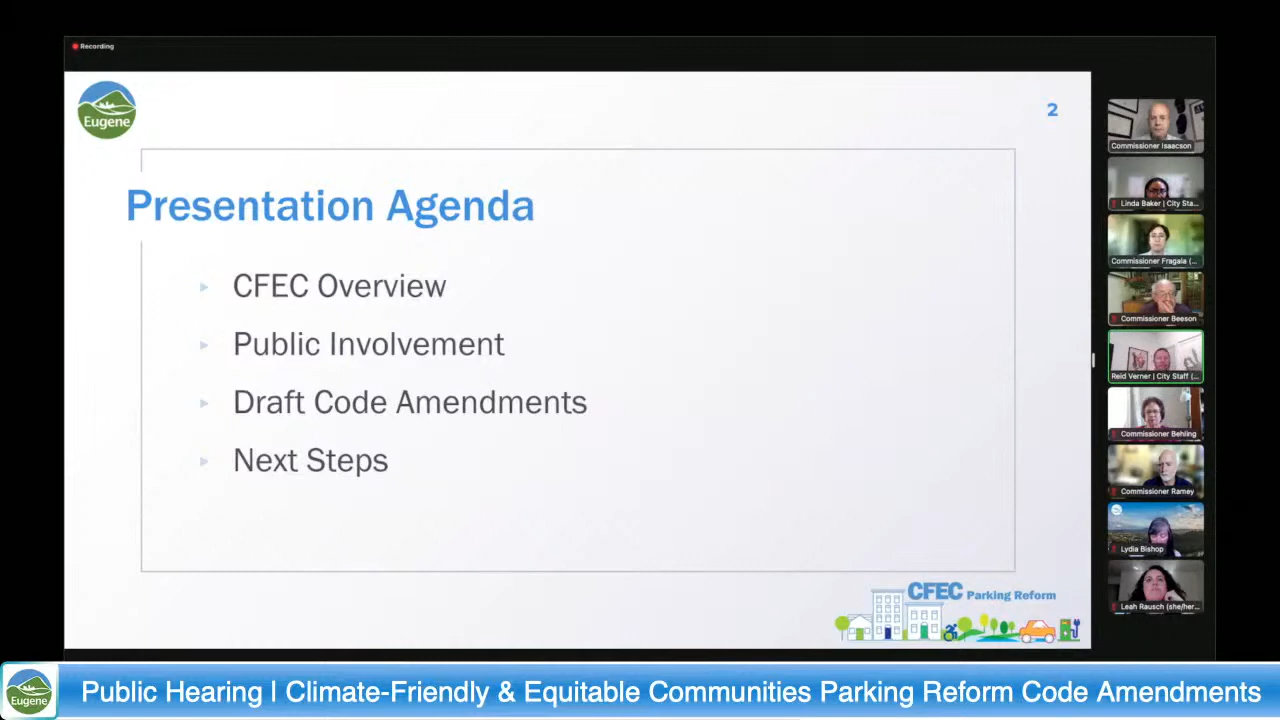 Recording
Eugene
2
Presentation Agenda
CFEC Overview
Public Involvement
Draft Code Amendments
Next Steps
CFEC Parking Reform
Commissioner Isaacson
Linda Baker | City Sta...
Commissioner Fragala (...
Commissioner Beeson
Reid Verner | City Staff (...
Commissioner Behling
Commissioner Ramey
Lydia Bishop
Leah Rausch (she/her...
Eugene
Public Hearing | Climate-Friendly & Equitable Communities Parking Reform Code Amendments